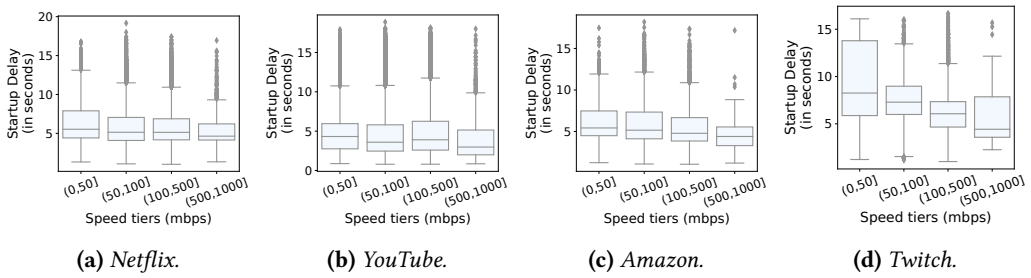 Startup Delay
(in seconds)
20
15
10
5
(0,50]
(50,100]
(100,500]
(500,1000]
Speed tiers (mbps)
(a) Netflix.
Startup Delay
(in seconds)
15
10
5
0
(0,50]
(50,100]
(100,500]
(500,1000]
Speed tiers (mbps)
(b) YouTube.
Startup Delay
(in seconds)
15
10
5
(0,50]
(50,100]
(100,500]
(500,1000]
Speed tiers (mbps)
(c) Amazon.
Startup Delay
(in seconds)
15
10
5
(0,50]
(50,100]
(100,500]
(500,1000]
Speed tiers (mbps)
(d) Twitch.